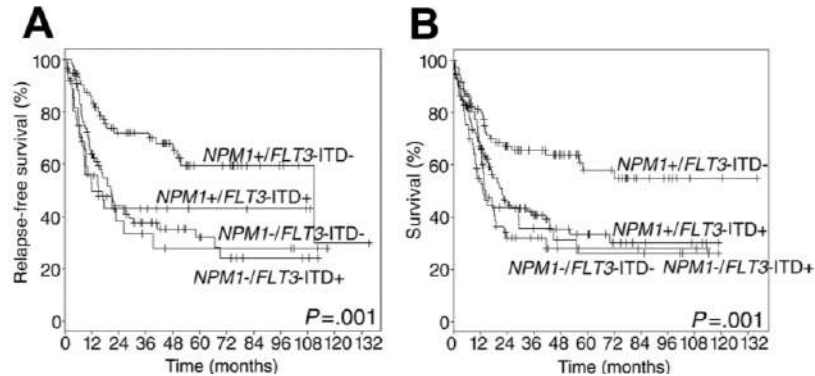 A
Relapse-free survival (%)
100
80
60
40
20
0
NPM1+/FLT3-ITD-
NPM1+/FLT3-ITD+
NPM1-/FLT3-ITD-
NPM1-/FLT3-ITD+
P=.001
0 12 24 36 48 60 72 84 96 108 120 132
Time (months)
B
Survival (%)
100
80
60
40
20
0
NPM1+/FLT3-ITD-
NPM1+/FLT3-ITD+
NPM1-/FLT3-ITD- NPM1-/FLT3-ITD+
P=.001
0 12 24 36 48 60 72 84 96 108 120 132
Time (months)